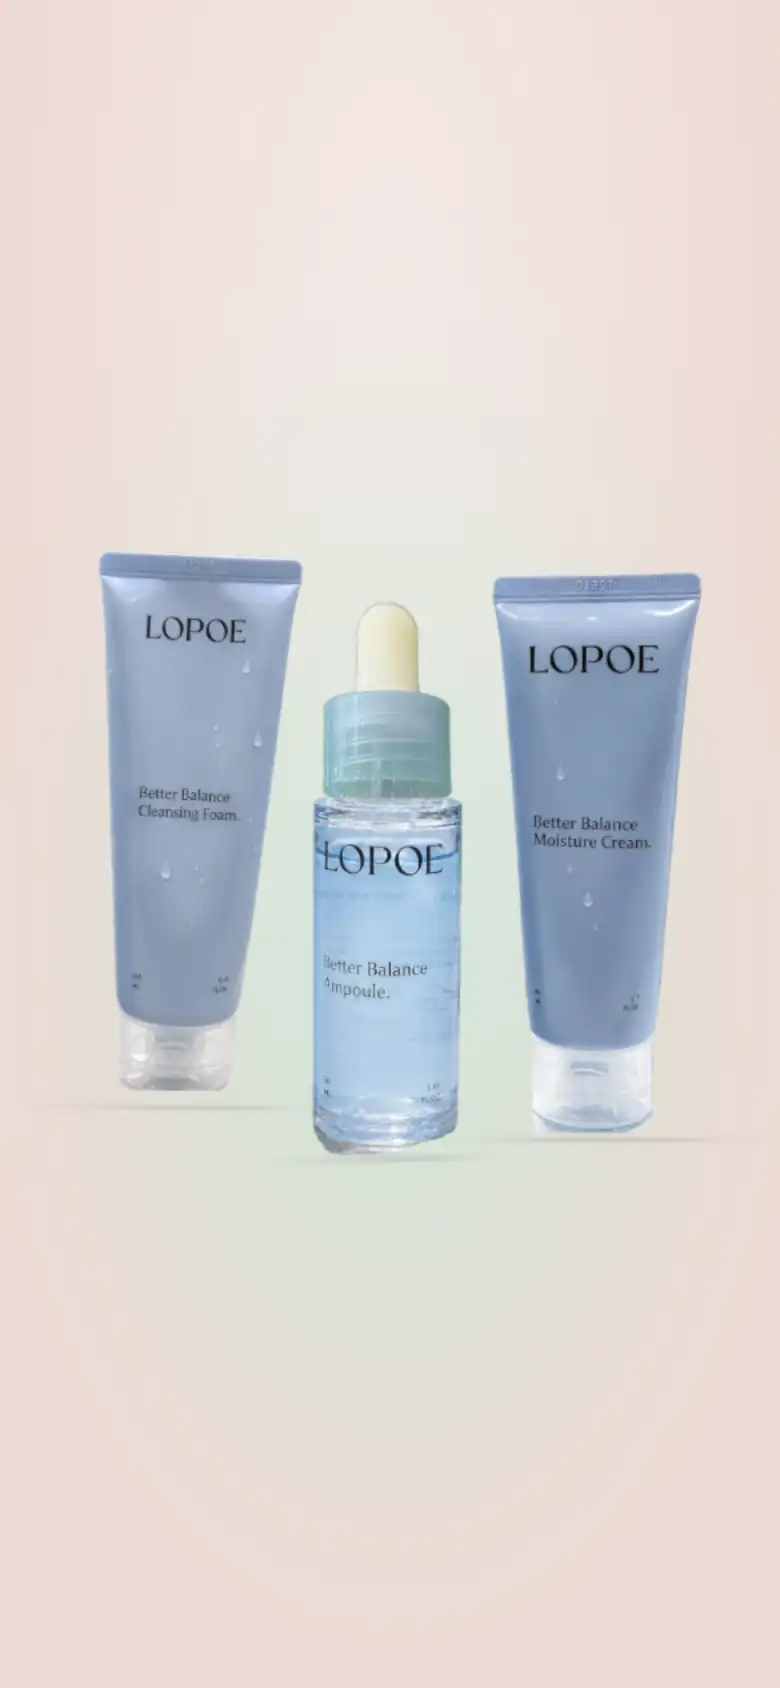 LOPOE
Better Balance
Cleansing Foam.
LOPOE
Better Balance
Ampoule.
LOPOE
Better Balance
Moisture Cream.